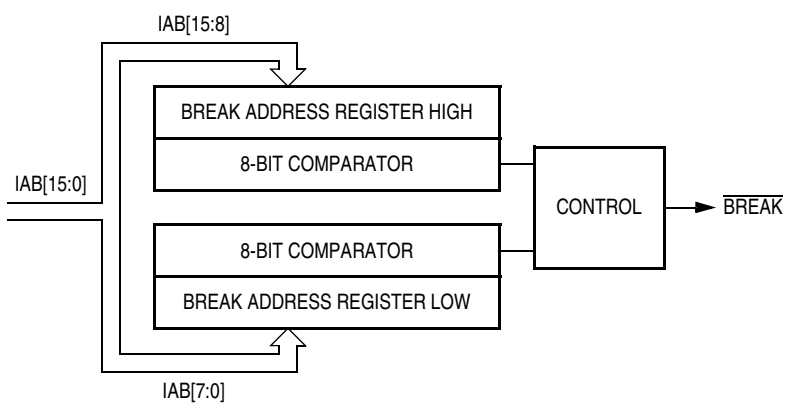 IAB[15:8]
BREAK ADDRESS REGISTER HIGH
8-BIT COMPARATOR
IAB[15:0]
CONTROL
BREAK
8-BIT COMPARATOR
BREAK ADDRESS REGISTER LOW
IAB[7:0]